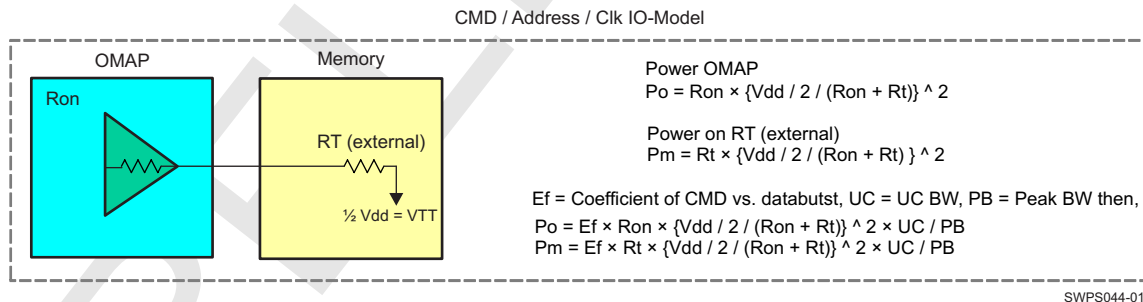 CMD / Address / Clk IO-Model
OMAP
Memory
Ron
RT (external)
½ Vdd = VTT
Power OMAP
Po = Ron × {Vdd / 2 / (Ron + Rt)} ^ 2
Power on RT (external)
Pm = Rt × {Vdd / 2 / (Ron + Rt) } ^ 2
Ef = Coefficient of CMD vs. databutst, UC = UC BW, PB = Peak BW then,
Po = Ef × Ron × {Vdd / 2 / (Ron + Rt)} ^ 2 × UC / PB
Pm = Ef × Rt × {Vdd / 2 / (Ron + Rt)} ^ 2 × UC / PB
SWPS044-01